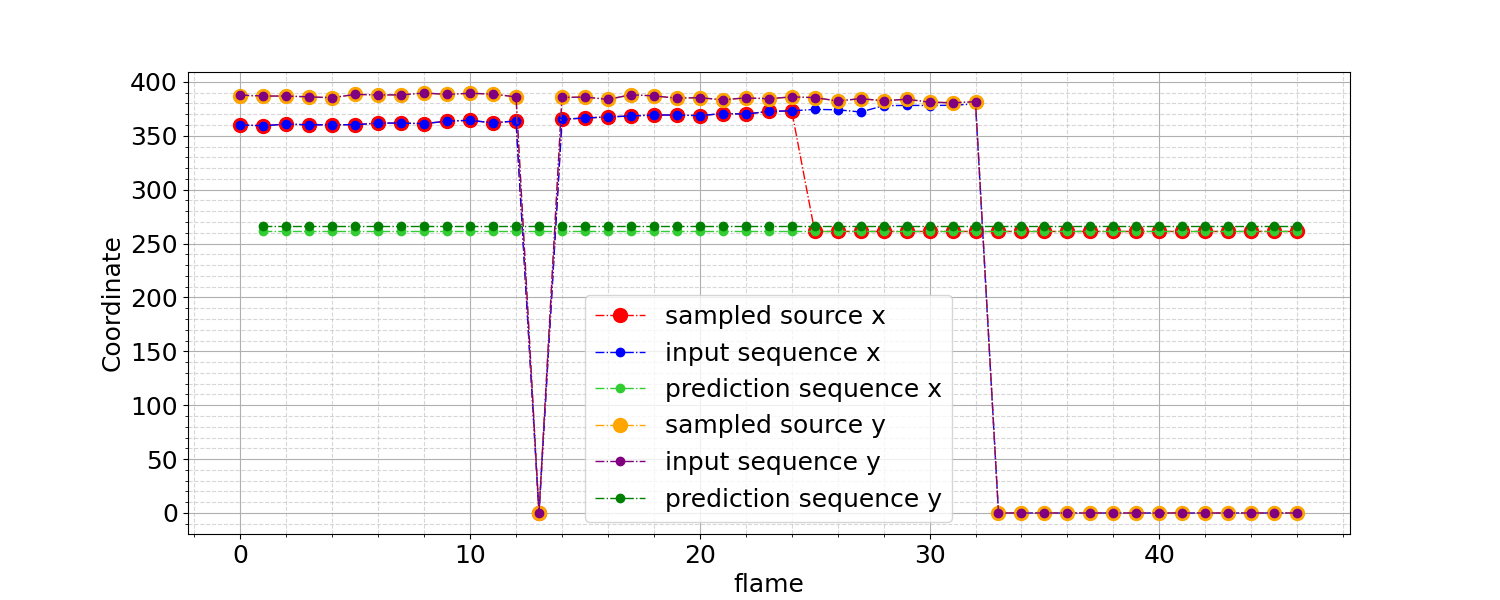 400
350
300
250
200
150
100
50
0
Coordinate
sampled source x
input sequence x
prediction sequence x
sampled source y
input sequence y
prediction sequence y
0 10 20 30 40
flame